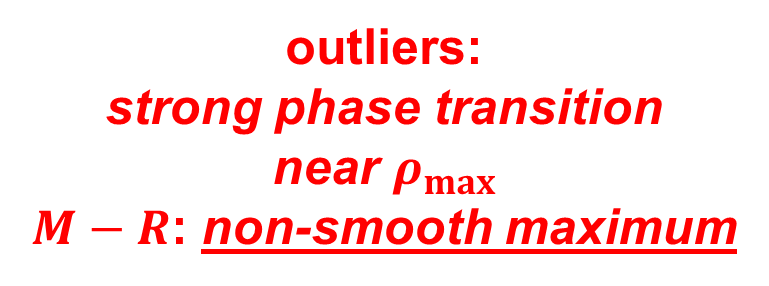 outliers:
strong phase transition
near ρmax
M − R: non-smooth maximum